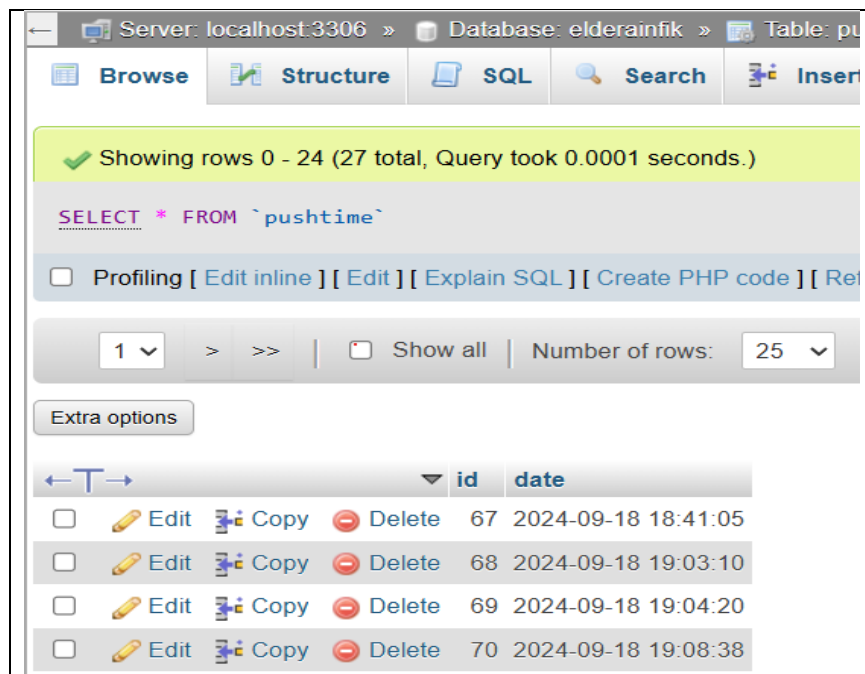 ← Server: localhost:3306 » Database: elderainfik » Table: pu
Browse Structure SQL Search Insert
Showing rows 0 - 24 (27 total, Query took 0.0001 seconds.)
SELECT * FROM `pushtime`
Profiling [ Edit inline ] [ Edit ] [ Explain SQL ] [ Create PHP code ] [ Ref
1 > >> | Show all | Number of rows: 25
Extra options
←T→ id date
Edit Copy Delete 67 2024-09-18 18:41:05
Edit Copy Delete 68 2024-09-18 19:03:10
Edit Copy Delete 69 2024-09-18 19:04:20
Edit Copy Delete 70 2024-09-18 19:08:38